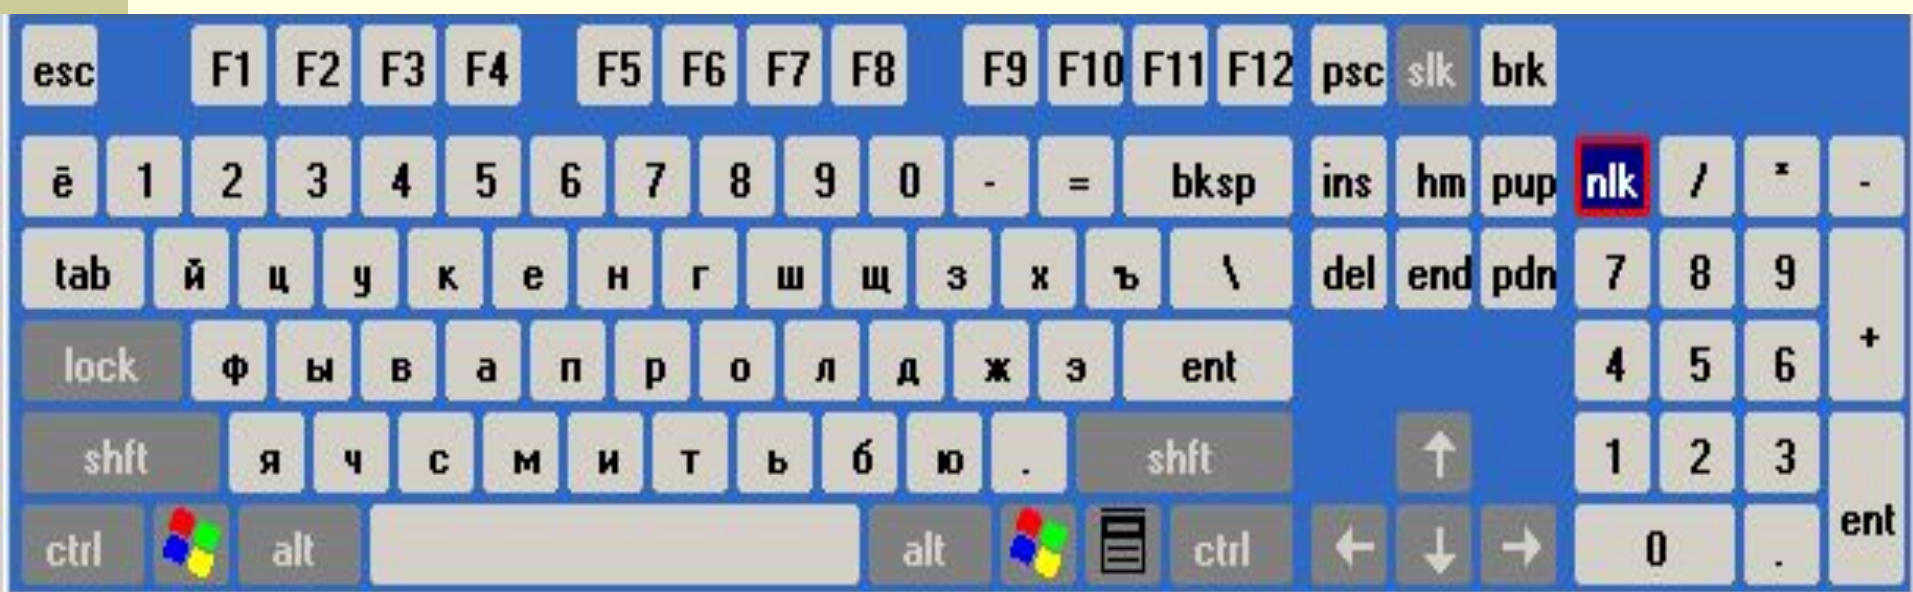 esc F1 F2 F3 F4 F5 F6 F7 F8 F9 F10 F11 F12 psc slk brk
ё 1 2 3 4 5 6 7 8 9 0 - = bksp ins hm pup nlk / * -
tab й ц у к е н г ш щ з х ъ \ del end pdn 7 8 9
lock ф ы в а п р о л д ж э ent 4 5 6 +
shft я ч с м и т ь б ю . shft ↑ 1 2 3
ctrl alt alt ctrl ← ↓ → 0 . ent